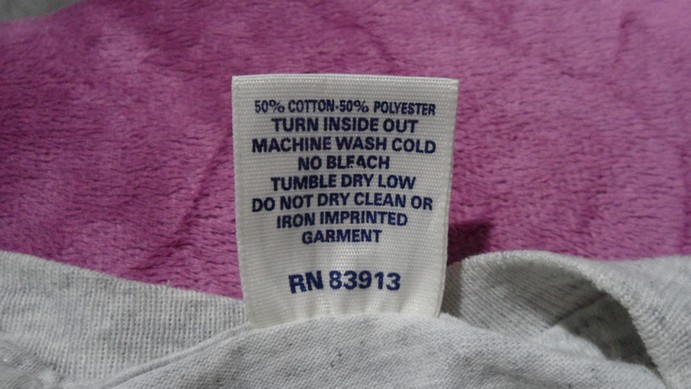 50% COTTON-50% POLYESTER
TURN INSIDE OUT
MACHINE WASH COLD
NO BLEACH
TUMBLE DRY LOW
DO NOT DRY CLEAN OR
IRON IMPRINTED
GARMENT
RN 83913